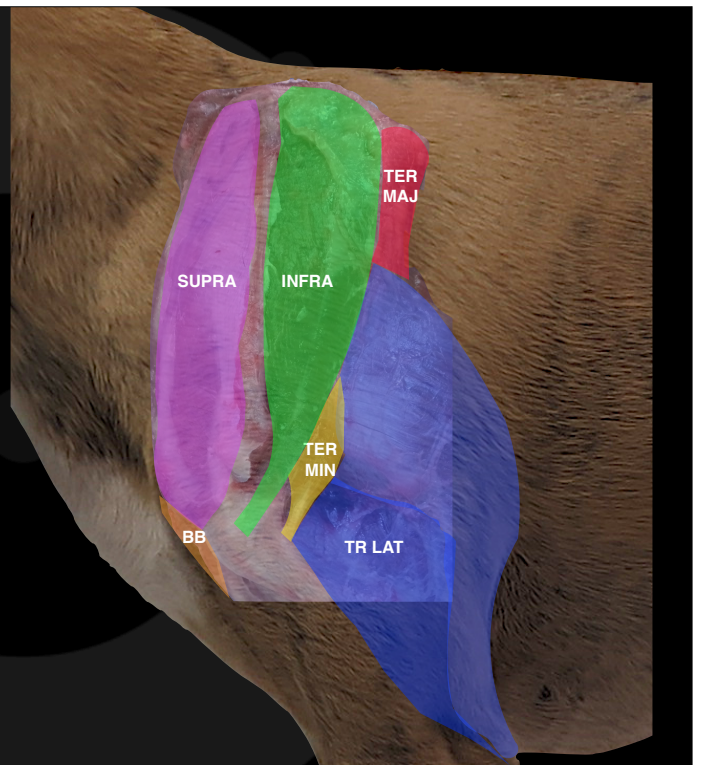 TER
MAJ
SUPRA
INFRA
TER
MIN
BB
TR LAT